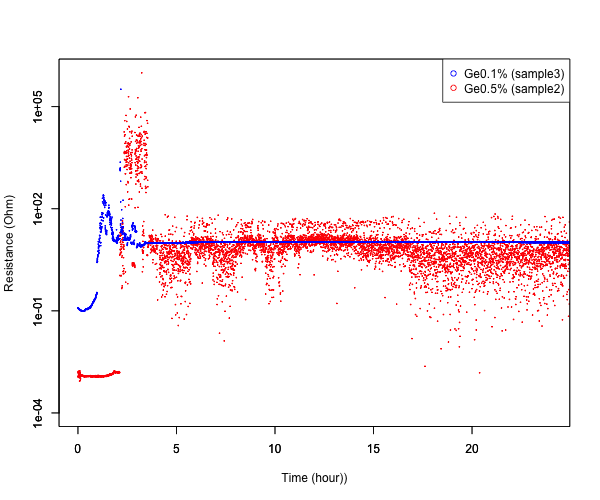 Ge0.1% (sample3)
Ge0.5% (sample2)
1e+05
1e+02
1e-01
1e-04
Resistance (Ohm)
0 5 10 15 20
Time (hour))